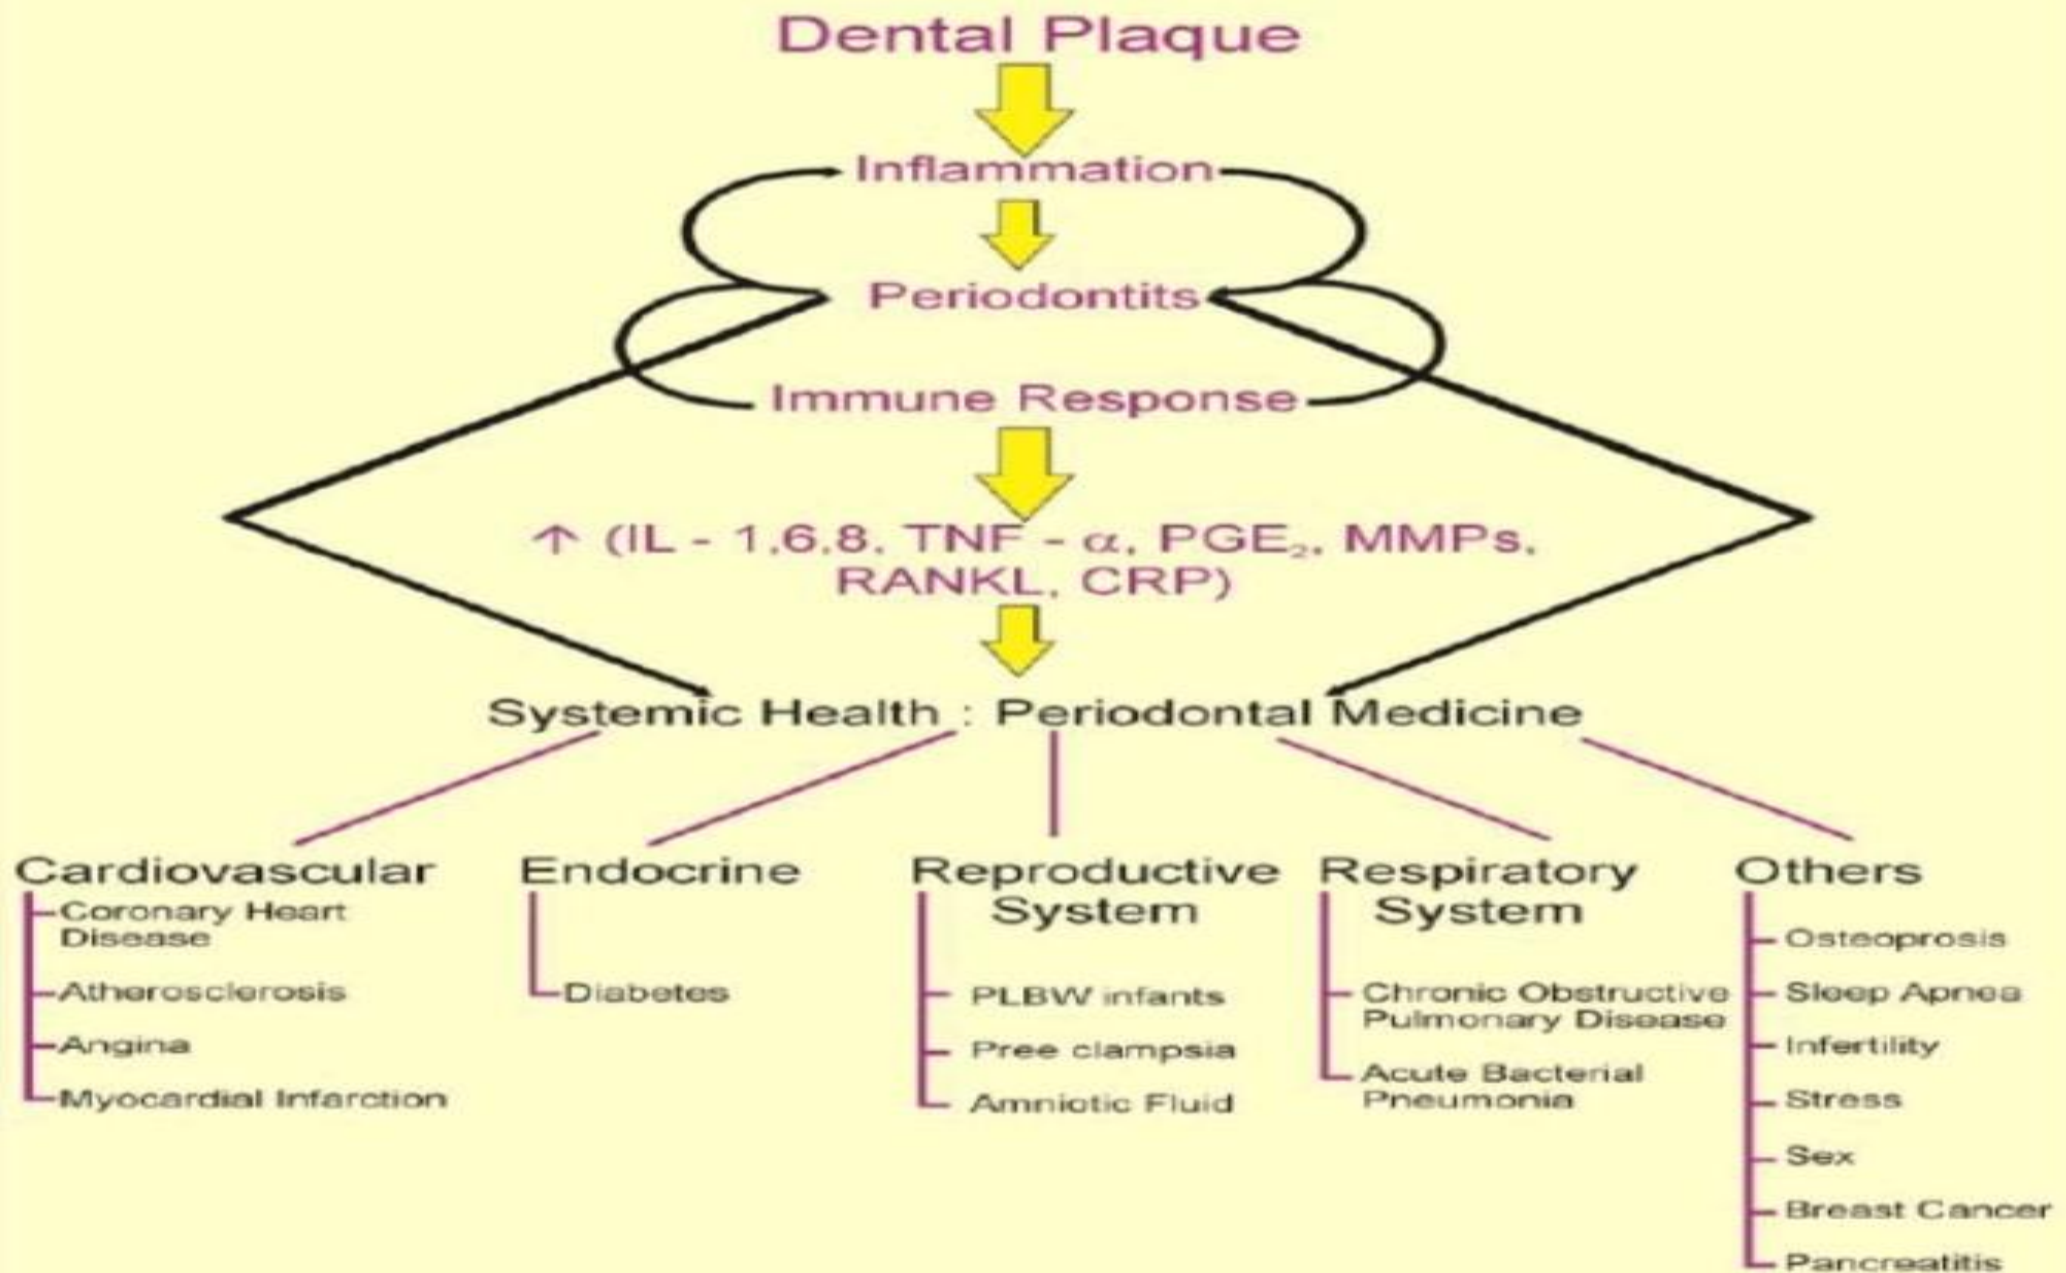 Dental Plaque
Inflammation
Periodontits
Immune Response
↑ (IL - 1.6.8. TNF - α, PGE₂, MMPs.
RANKL, CRP)
Systemic Health : Periodontal Medicine
Cardiovascular
Coronary Heart
Disease
Atherosclerosis
Angina
Myocardial Infarction
Endocrine
Diabetes
Reproductive
System
PLBW infants
Pree clampsia
Amniotic Fluid
Respiratory
System
Chronic Obstructive
Pulmonary Disease
Acute Bacterial
Pneumonia
Others
Osteoprosis
Sleep Apnea
Infertility
Stress
Sex
Breast Cancer
Pancreatitis